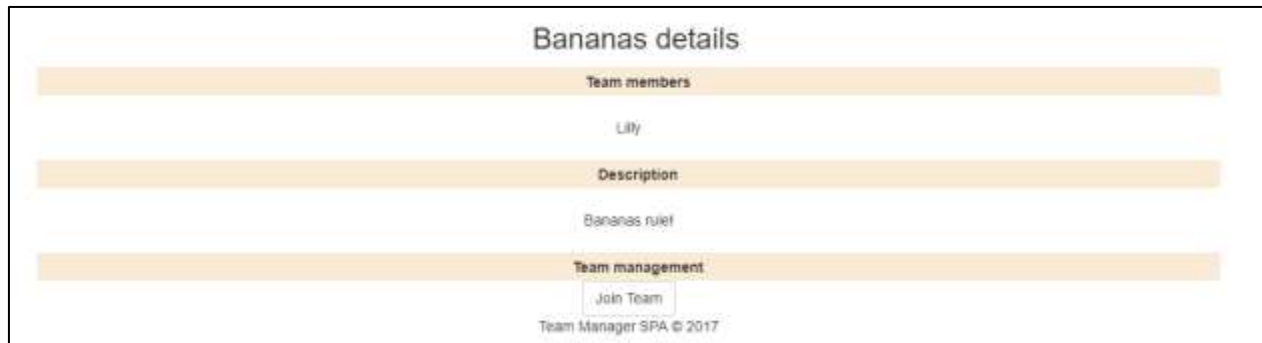 Bananas details
Team members
Lilly
Description
Bananas rule!
Team management
Join Team
Team Manager SPA © 2017